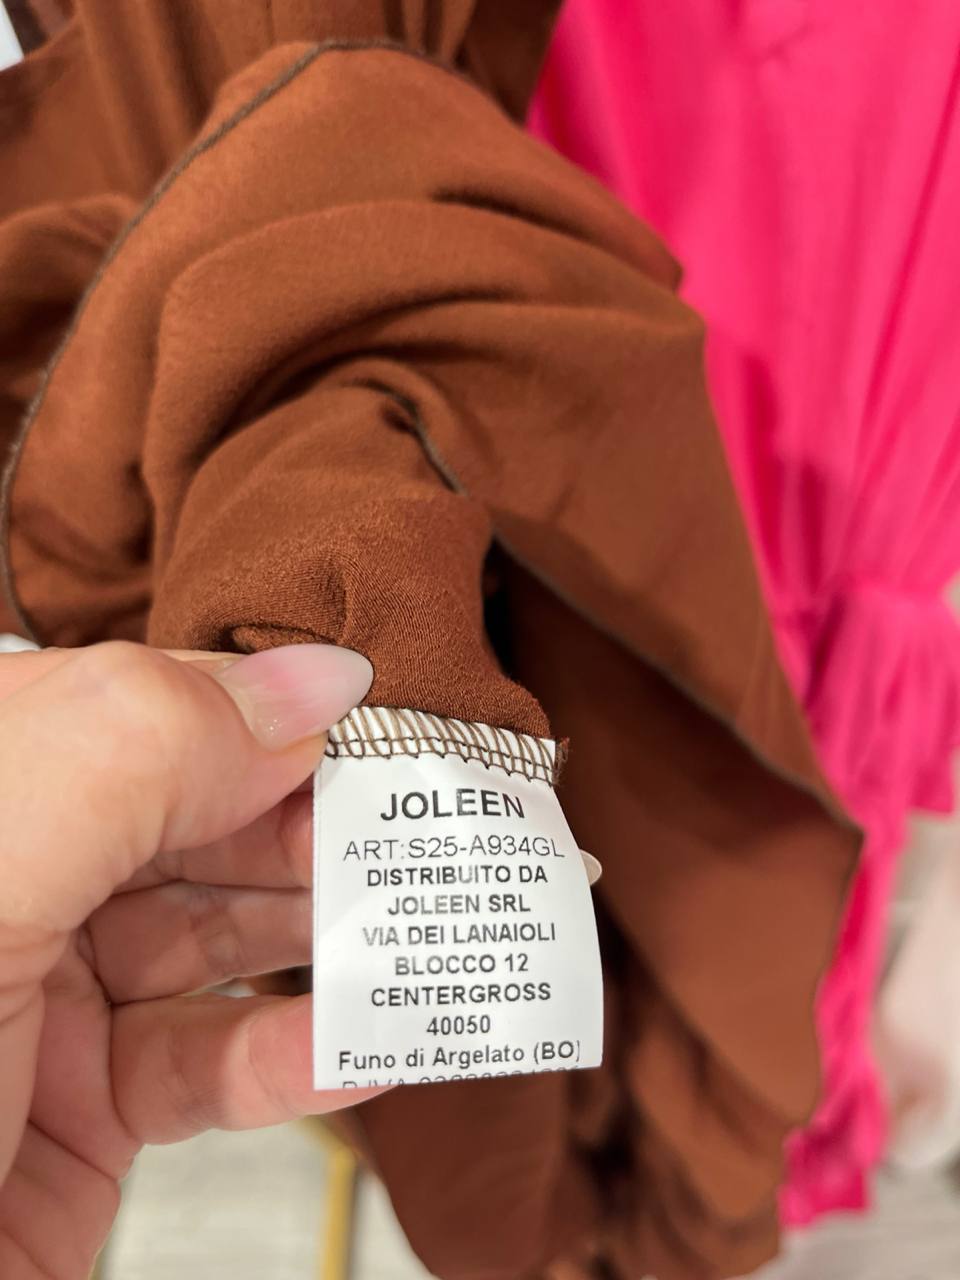 JOLEEN
ART:S25-A934GL
DISTRIBUITO DA
JOLEEN SRL
VIA DEI LANAIOLI
BLOCCO 12
CENTERGROSS
40050
Funo di Argelato (BO)
P.IVA